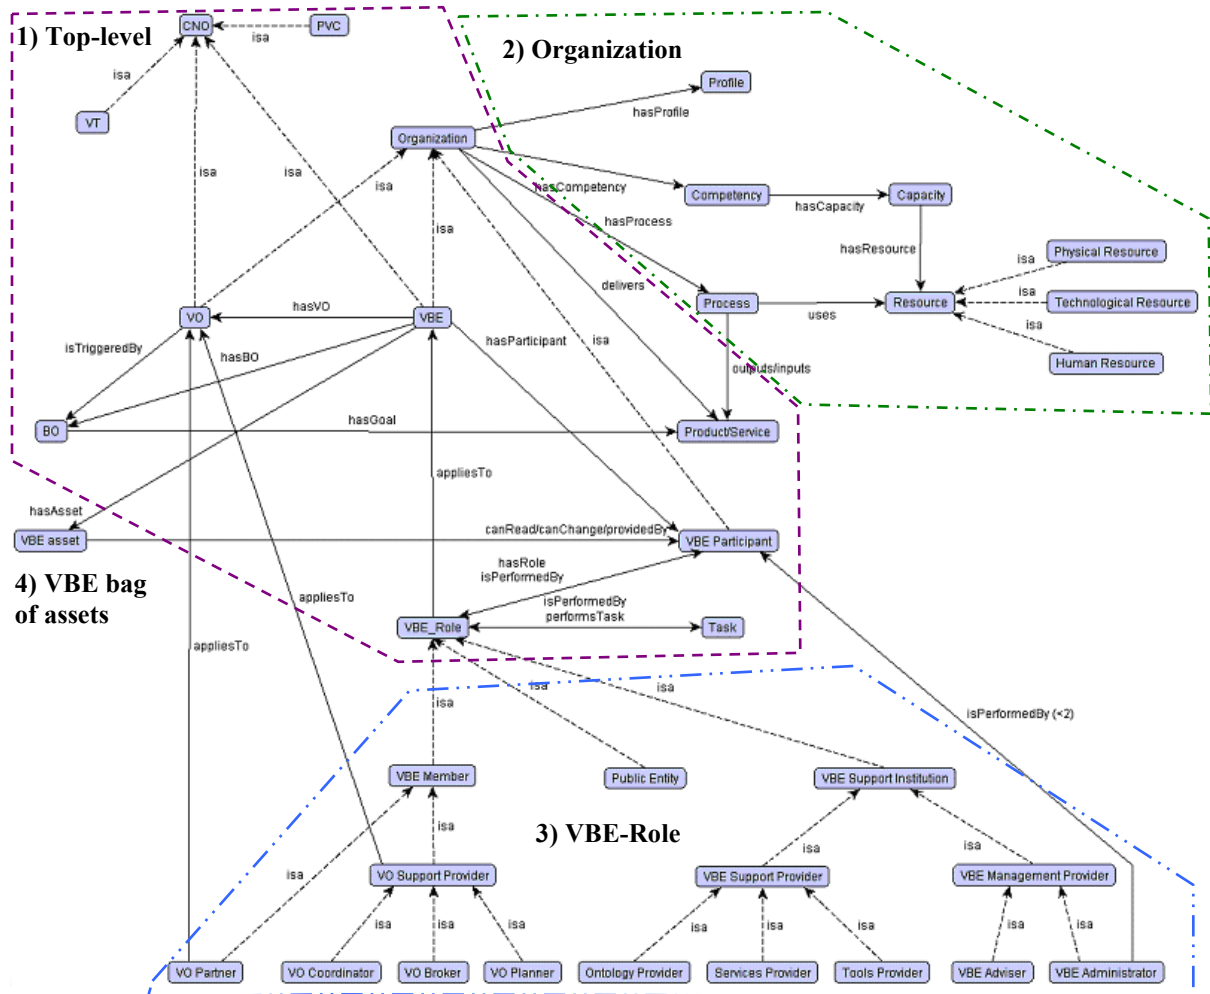 1) Top-level
CNO
isa
PVC
2) Organization
isa
Profile
VT
hasProfile
Organization
isa
isa
isa
hasCompetency
Competency
hasCapacity
Capacity
hasProcess
isa
hasResource
isa
Physical Resource
delivers
isa
Process
uses
Resource
Technological Resource
VO
hasVO
VBE
isa
isTriggeredBy
hasBO
hasParticipant
isa
Human Resource
outputs/inputs
BO
hasGoal
Product/Service
appliesTo
hasAsset
VBE asset
canRead/canChange/providedBy
VBE Participant
4) VBE bag
of assets
hasRole
isPerformedBy
appliesTo
isPerformedBy
performsTask
VBE_Role
Task
appliesTo
isa
isa
isa
isPerformedBy (<2)
VBE Member
Public Entity
VBE Support Institution
isa
3) VBE-Role
isa
isa
isa
VO Support Provider
VBE Support Provider
VBE Management Provider
isa
isa
isa
isa
isa
isa
isa
isa
VO Partner
VO Coordinator
VO Broker
VO Planner
Ontology Provider
Services Provider
Tools Provider
VBE Adviser
VBE Administrator